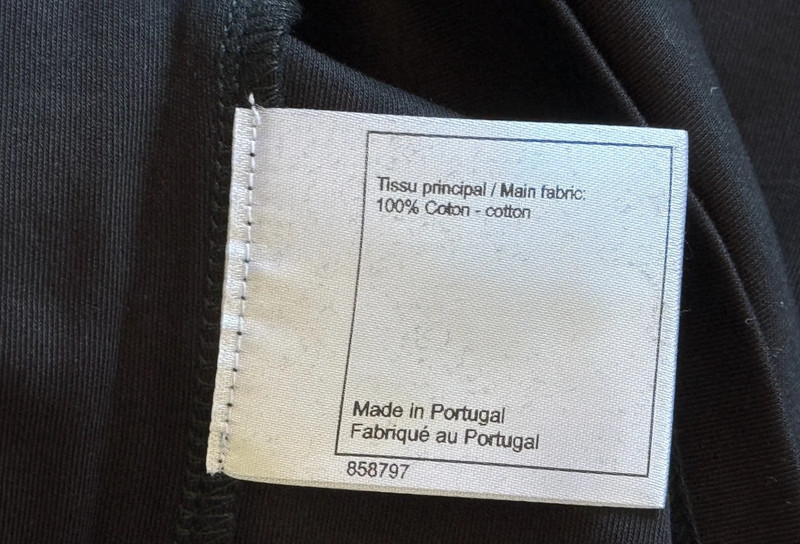 Tissu principal / Main fabric:
100% Coton - cotton
Made in Portugal
Fabriqué au Portugal
858797